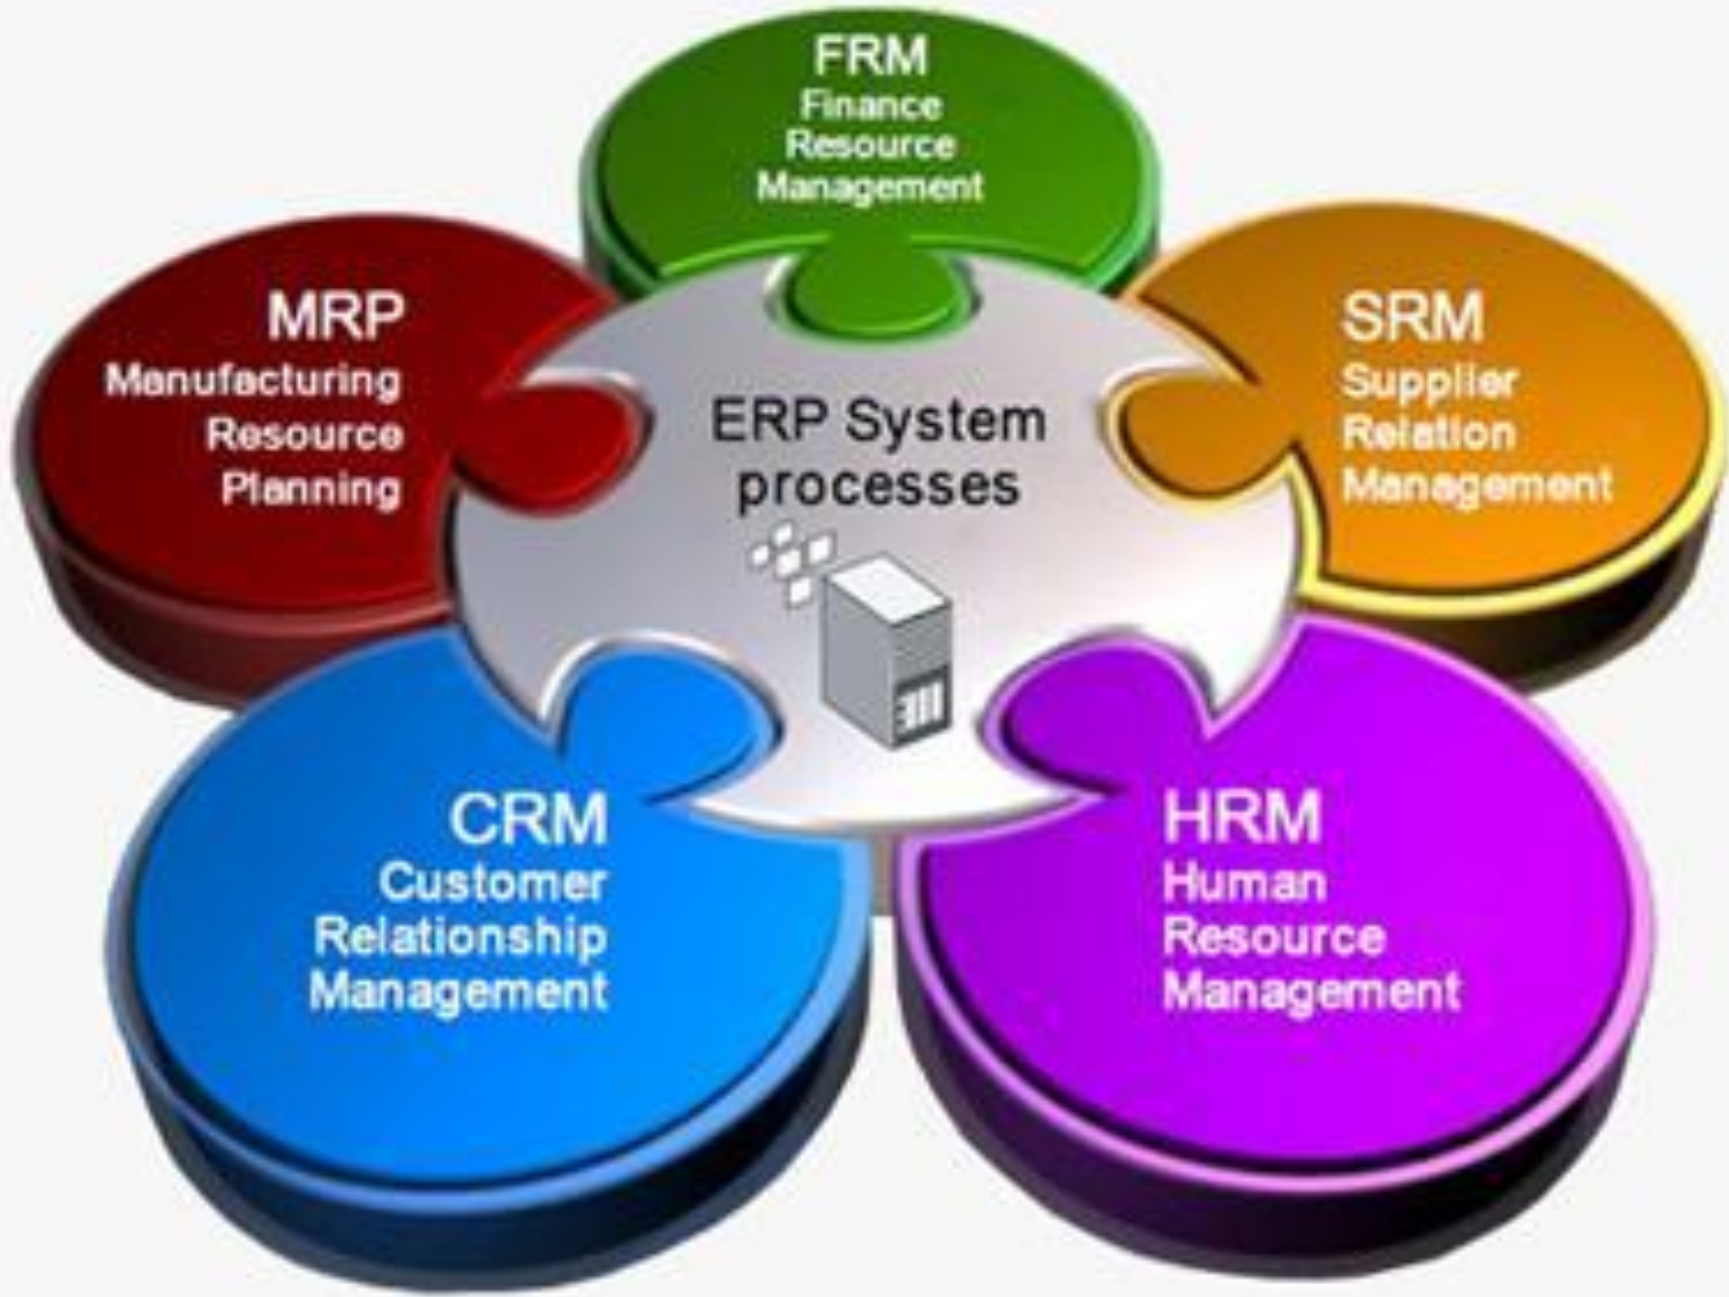 FRM
Finance
Resource
Management
MRP
Manufacturing
Resource
Planning
SRM
Supplier
Relation
Management
ERP System
processes
CRM
Customer
Relationship
Management
HRM
Human
Resource
Management